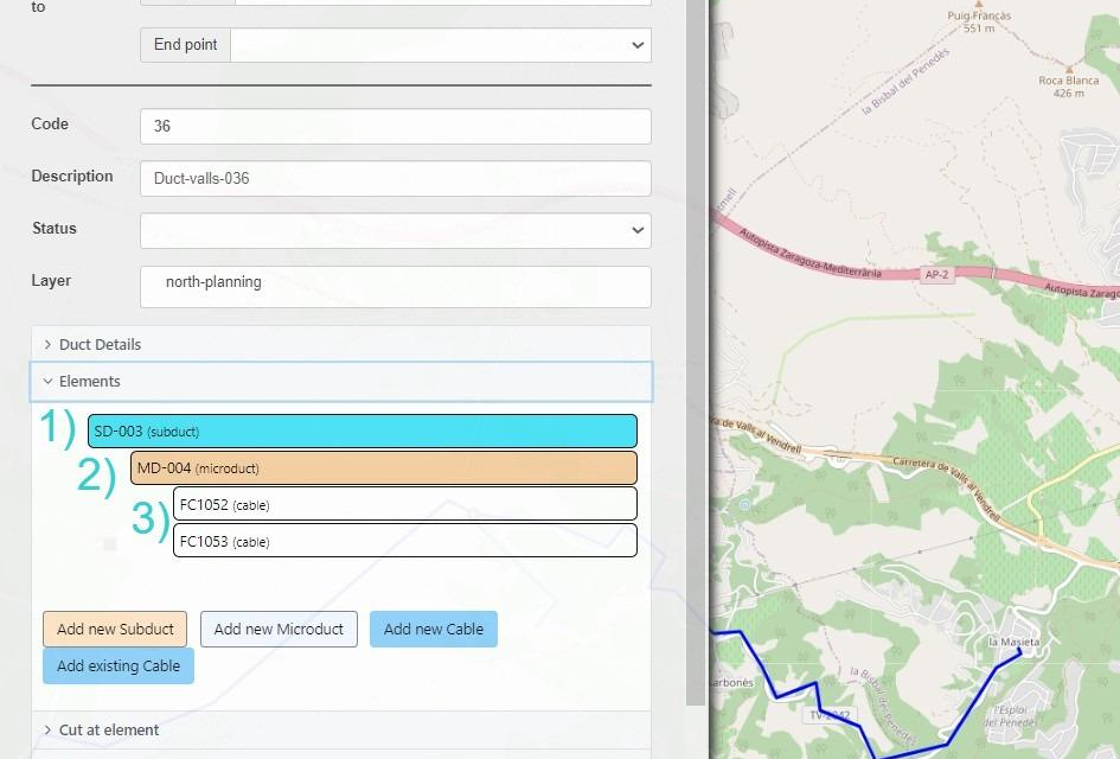 to
End point
Code
36
Description
Duct-valls-036
Status
Layer
north-planning
Duct Details
Elements
1)
SD-003 (subduct)
2)
MD-004 (microduct)
3)
FC1052 (cable)
FC1053 (cable)
Add new Subduct
Add new Microduct
Add new Cable
Add existing Cable
Cut at element
Puig Francàs
551 m
Roca Blanca
426 m
la Bisbal del Penedès
Autopista Zaragoza-Mediterrània
AP-2
Autopista Zarago
ra de Valls al Vendrell
Carretera de Valls al Vendrell
la Masieta
arbonès
la Bisbal del Penedès
TV-2042
l'Esplai
del Penedès